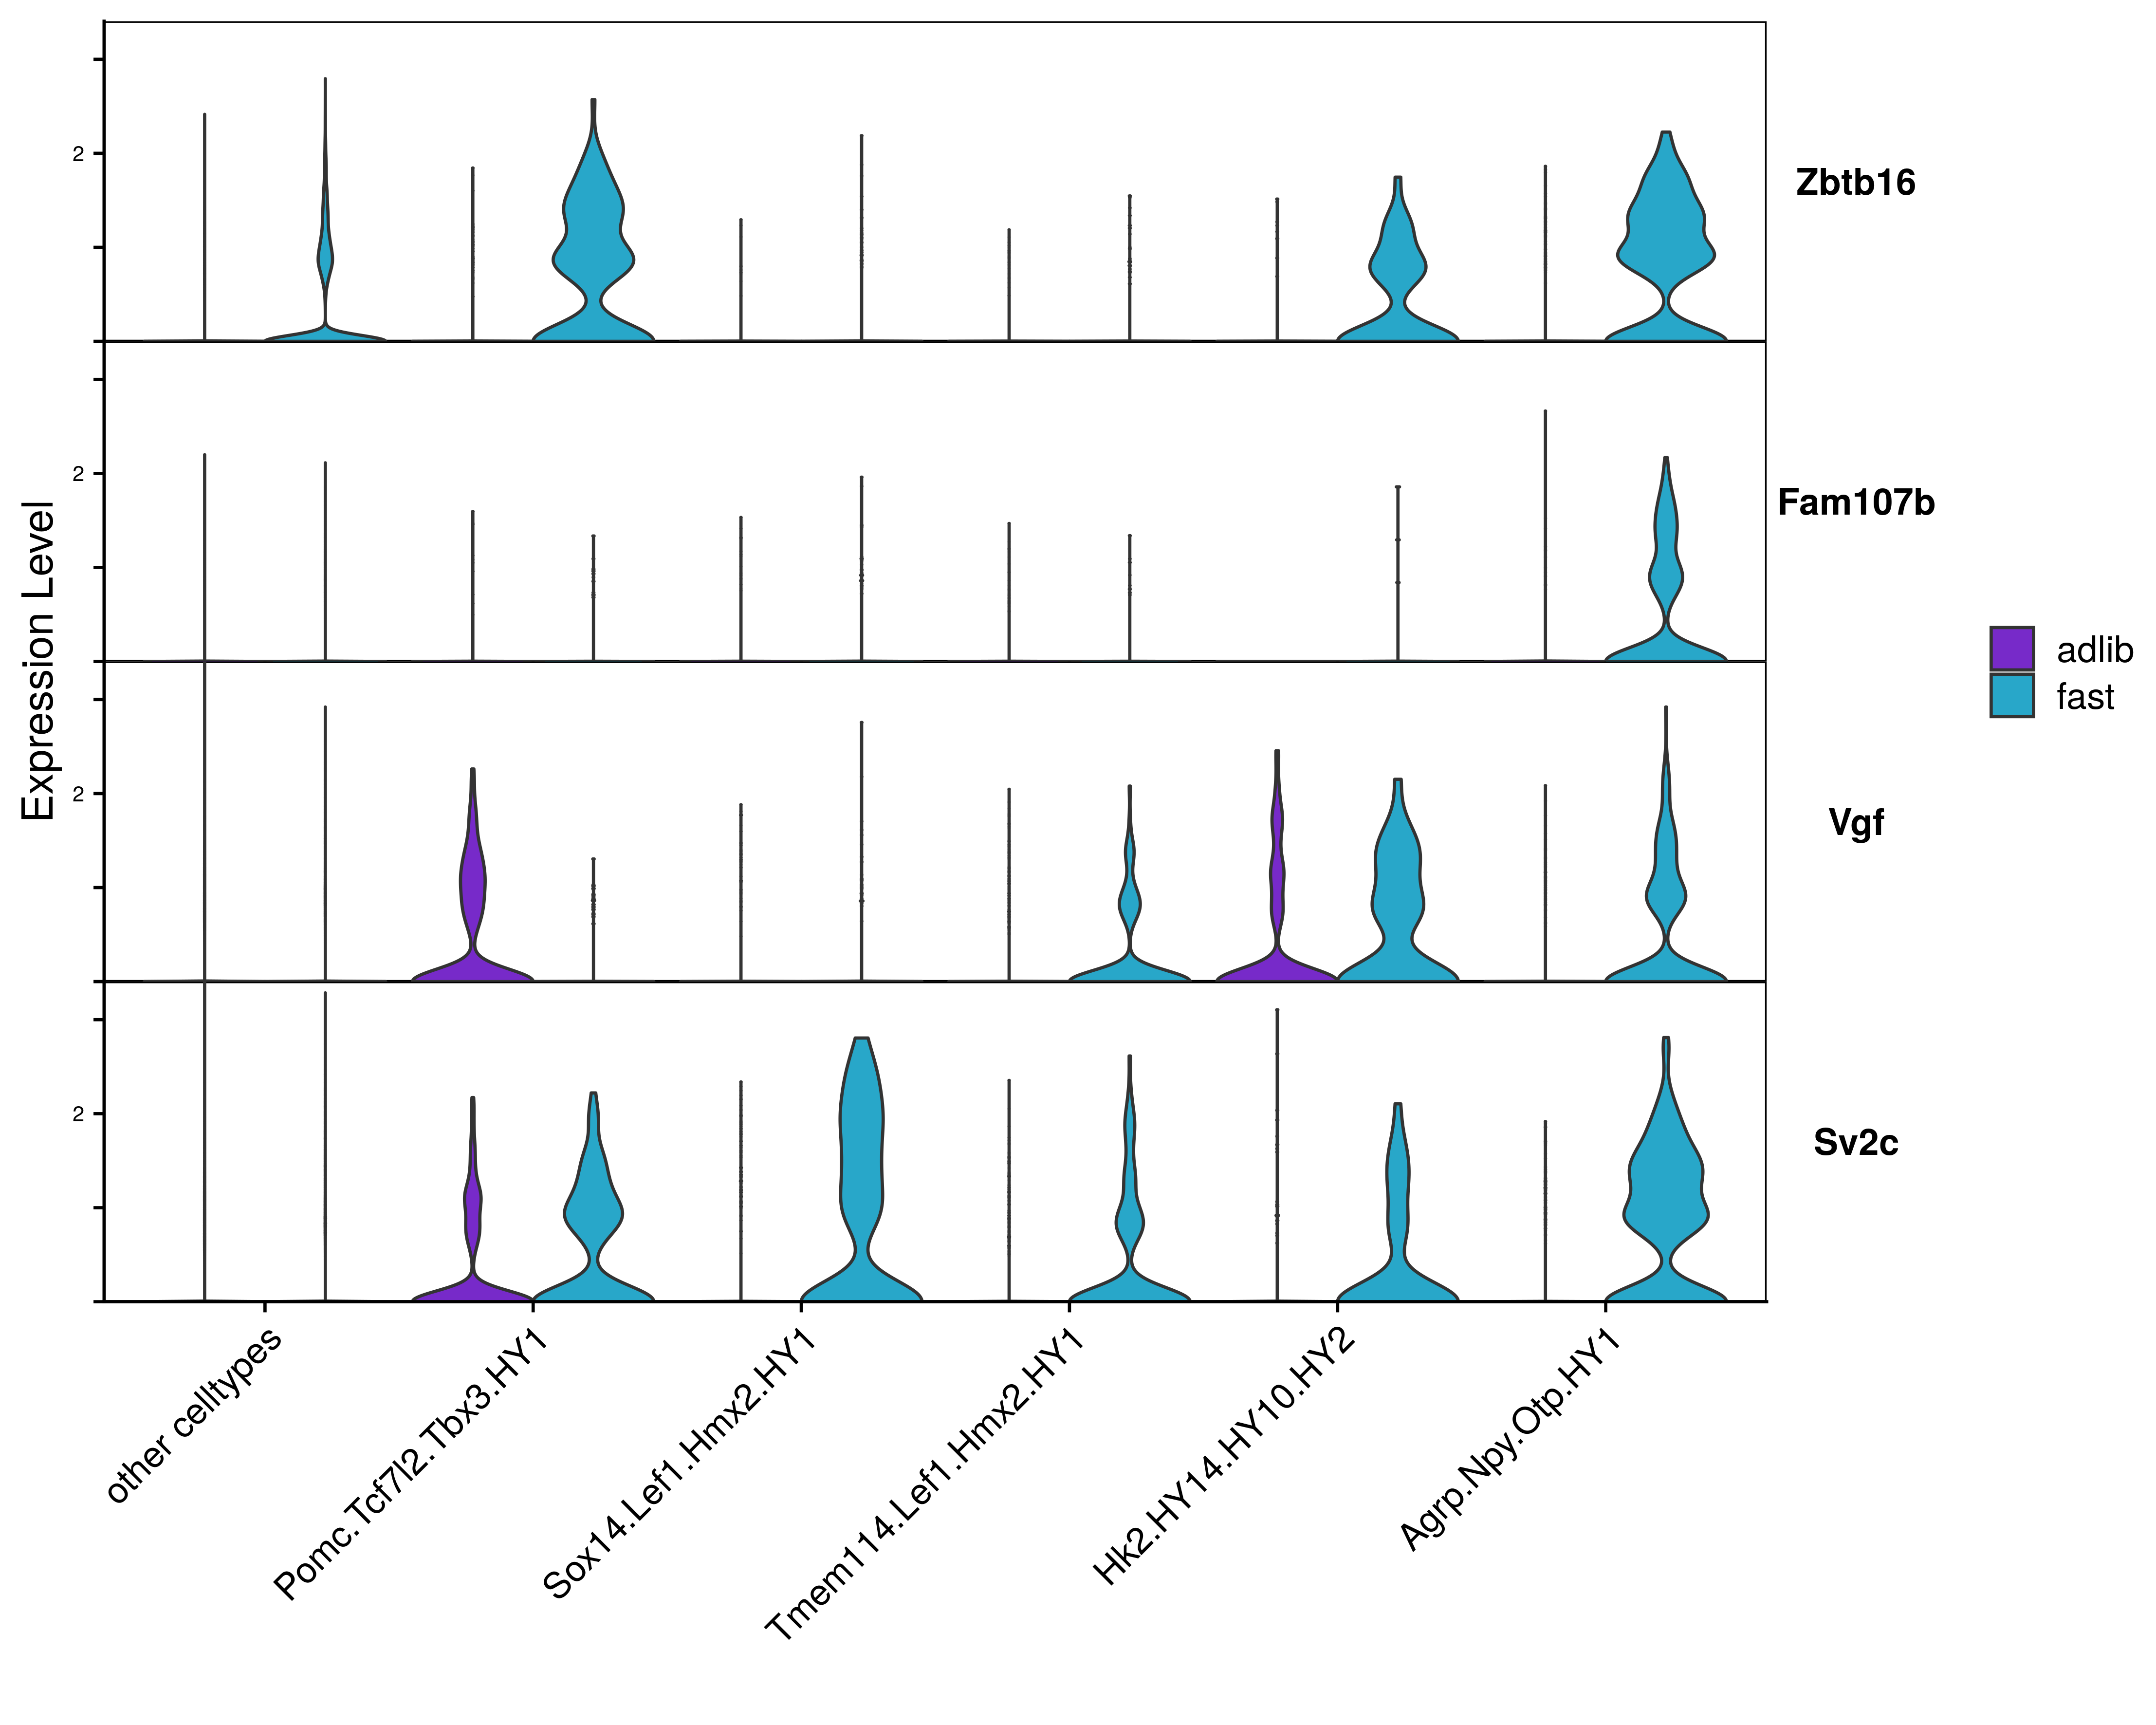 Expression Level
2
Zbtb16
2
Fam107b
2
Vgf
2
Sv2c
adlib
fast
other celltypes
Pomc.Tcf7l2.Tbx3.HY1
Sox14.Lef1.Hmx2.HY1
Tmem114.Lef1.Hmx2.HY1
Hk2.HY14.HY10.HY2
Agrp.Npy.Otp.HY1